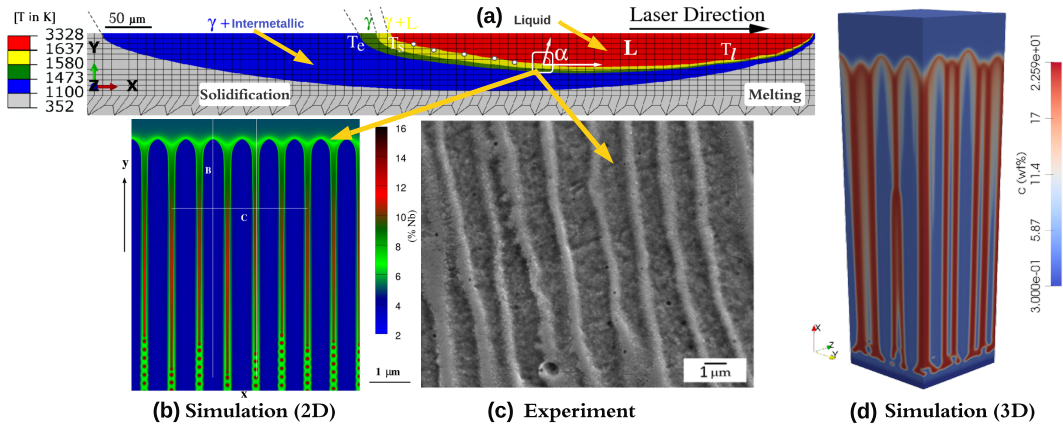 [T in K]
3328
1637
1580
1473
1100
352
50 μm
Y
Z
X
γ + Intermetallic
γ
γ + L
(a)
Liquid
Laser Direction
Te
Ts
α
L
Tl
Solidification
Melting
y
B
C
x
16
14
12
10
8
6
4
2
(% Nb)
1 μm
1 μm
2.259e+01
17
11.4
5.87
3.000e-01
C (wf%)
X
Z
Y
(b) Simulation (2D)
(c) Experiment
(d) Simulation (3D)